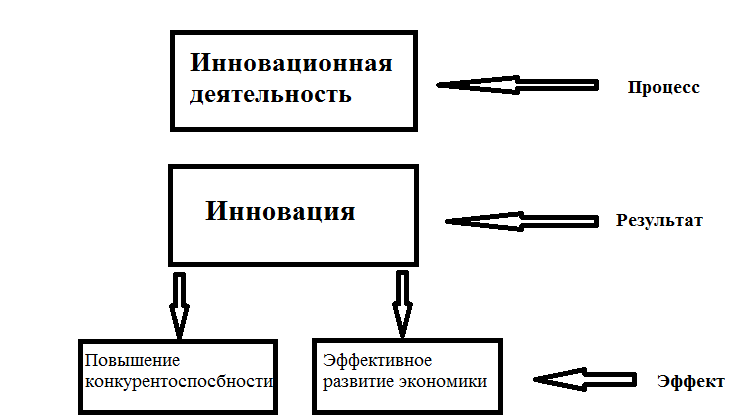 Инновационная
деятельность
Процесс
Инновация
Результат
Повышение
конкурентоспосбности
Эффективное
развитие экономики
Эффект